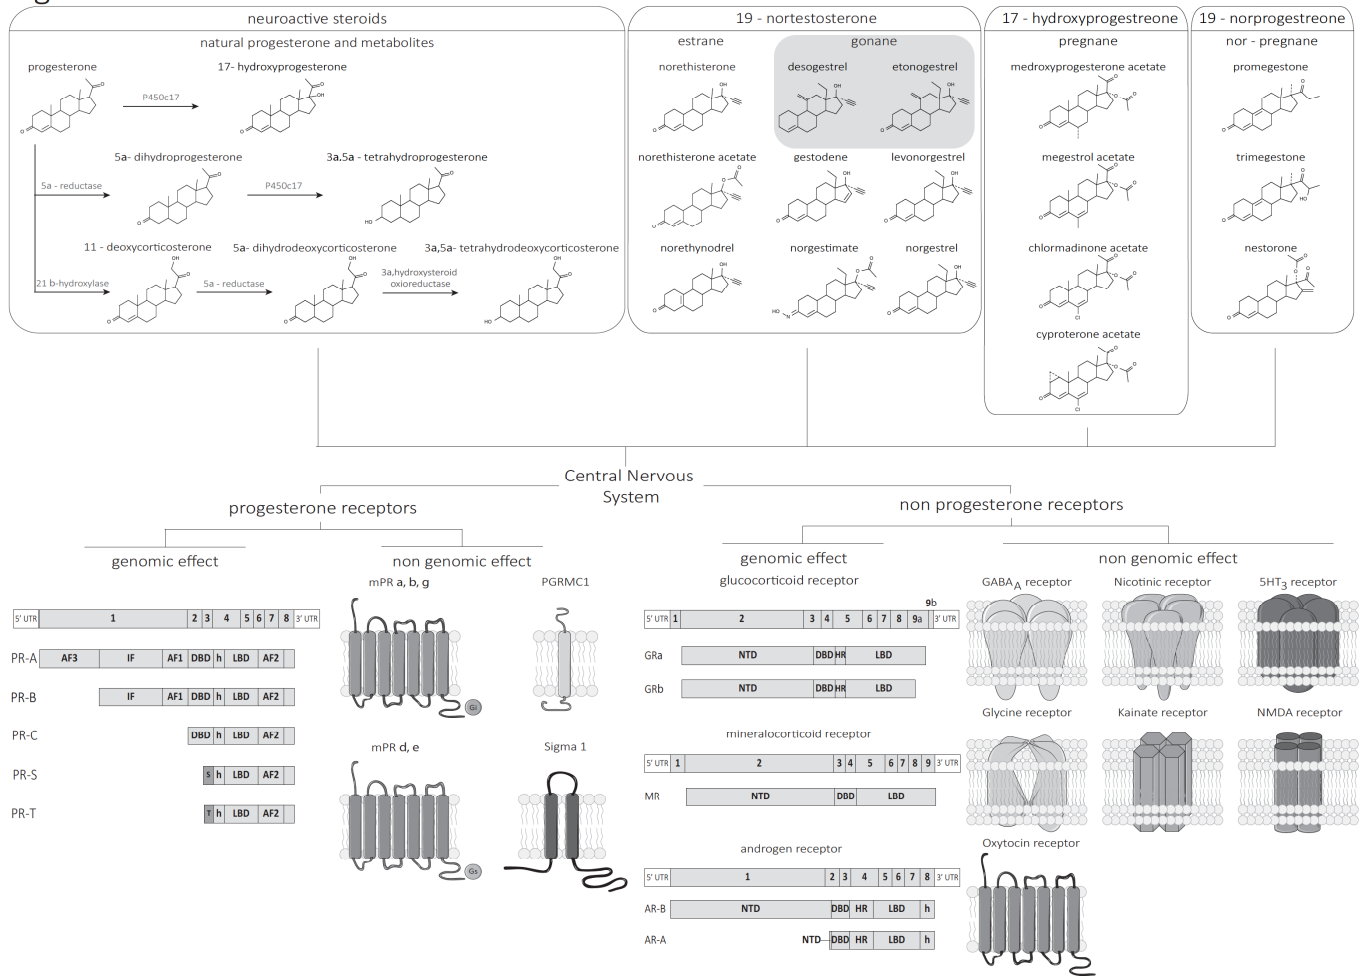 neuroactive steroids
natural progesterone and metabolites
progesterone
17- hydroxyprogesterone
P450c17
5a- dihydroprogesterone
3a,5a - tetrahydroprogesterone
5a - reductase
P450c17
11 - deoxycorticosterone
5a- dihydrodeoxycorticosterone
3a,5a- tetrahydrodeoxycorticosterone
21 b-hydroxylase
5a - reductase
3a,hydroxysteroid
oxioreductase
19 - nortestosterone
estrane
gonane
norethisterone
desogestrel
etonogestrel
norethisterone acetate
gestodene
levonorgestrel
norethynodrel
norgestimate
norgestrel
17 - hydroxyprogestreone
pregnane
medroxyprogesterone acetate
megestrol acetate
chlormadinone acetate
cyproterone acetate
19 - norprogestreone
nor - pregnane
promegestone
trimegestone
nestorone
Central Nervous
System
progesterone receptors
genomic effect
5' UTR 1 2 3 4 5 6 7 8 3' UTR
PR-A AF3 IF AF1 DBD h LBD AF2
PR-B IF AF1 DBD h LBD AF2
PR-C DBD h LBD AF2
PR-S S h LBD AF2
PR-T T h LBD AF2
non genomic effect
mPR a, b, g
PGRMC1
Gi
mPR d, e
Sigma 1
Gs
non progesterone receptors
genomic effect
glucocorticoid receptor
9b
5' UTR 1 2 3 4 5 6 7 8 9a 3' UTR
GRa NTD DBD HR LBD
GRb NTD DBD HR LBD
mineralocorticoid receptor
5' UTR 1 2 3 4 5 6 7 8 9 3' UTR
MR NTD DBD LBD
androgen receptor
5' UTR 1 2 3 4 5 6 7 8 3' UTR
AR-B NTD DBD HR LBD h
AR-A NTD DBD HR LBD h
non genomic effect
GABA A receptor
Nicotinic receptor
5HT3 receptor
Glycine receptor
Kainate receptor
NMDA receptor
Oxytocin receptor